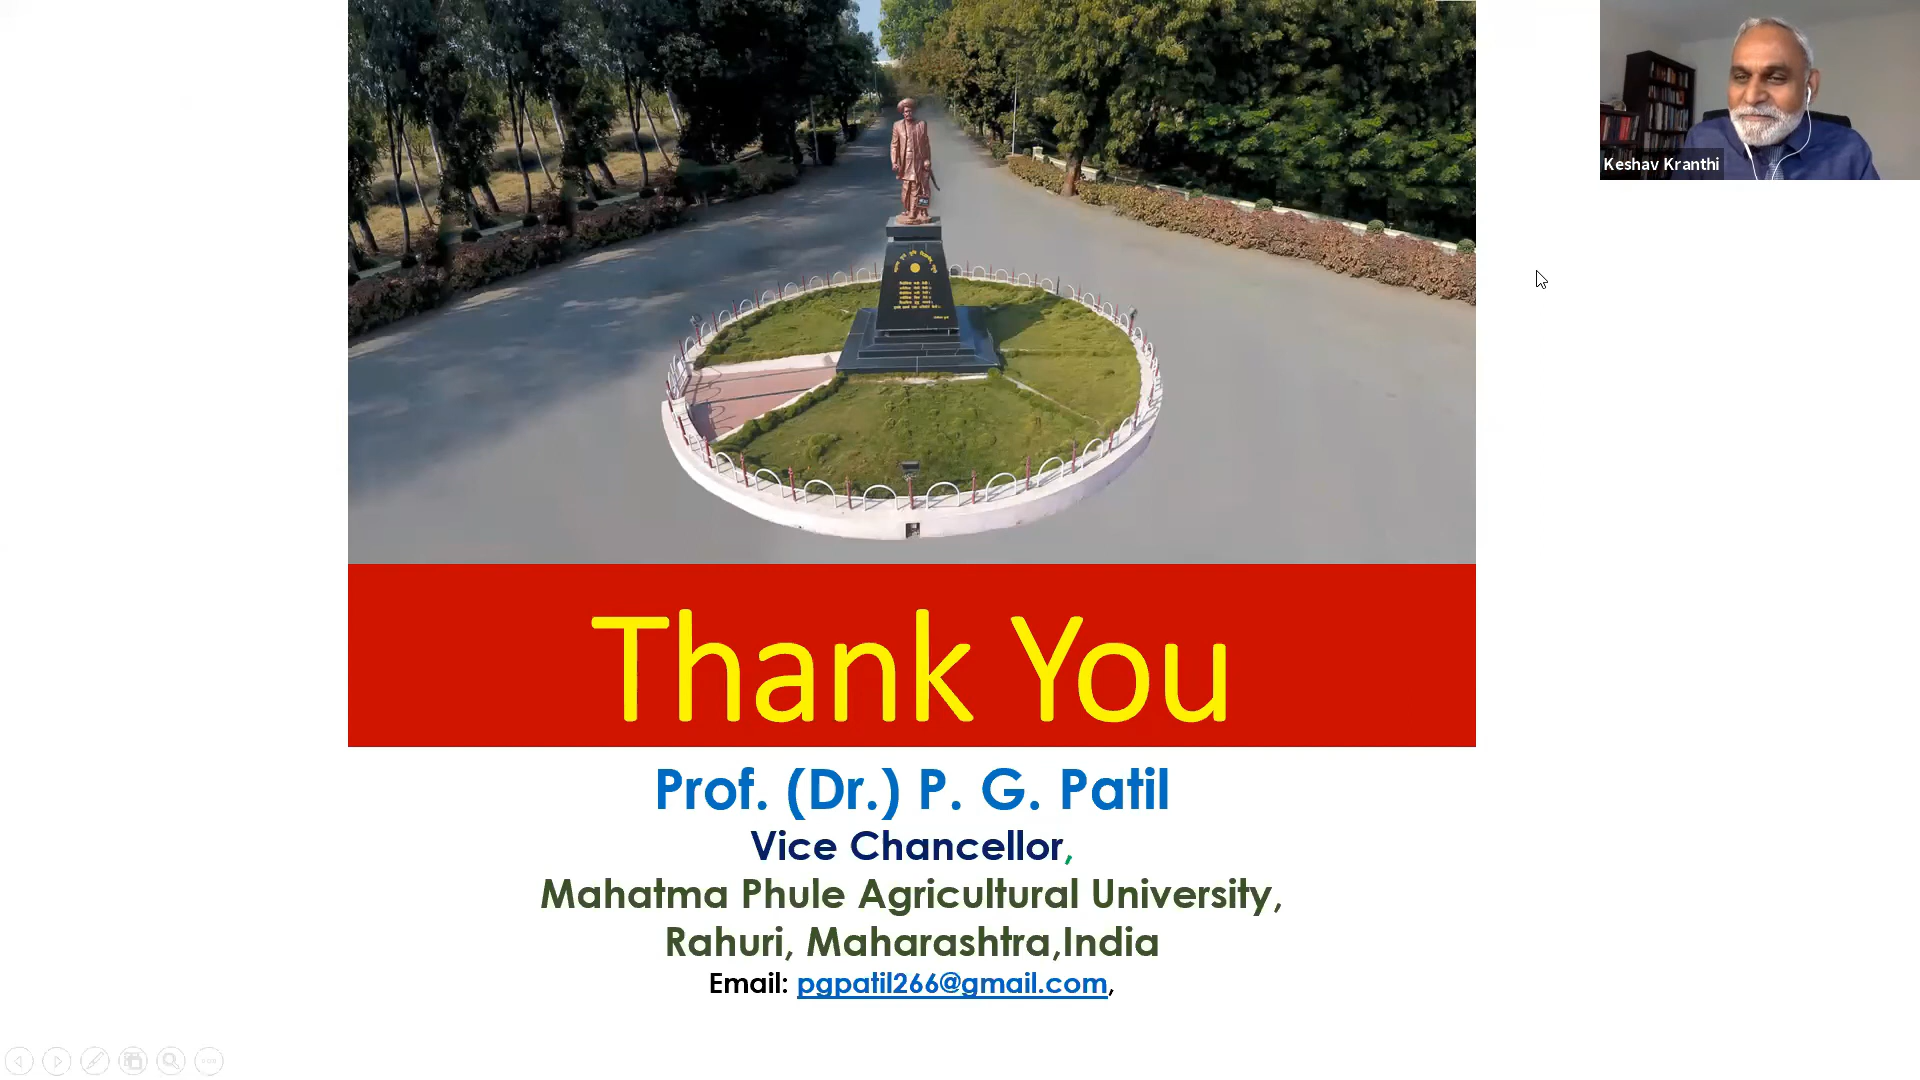 Keshav Kranthi
Thank You
Prof. (Dr.) P. G. Patil
Vice Chancellor,
Mahatma Phule Agricultural University,
Rahuri, Maharashtra,India
Email: pgpatil266@gmail.com,